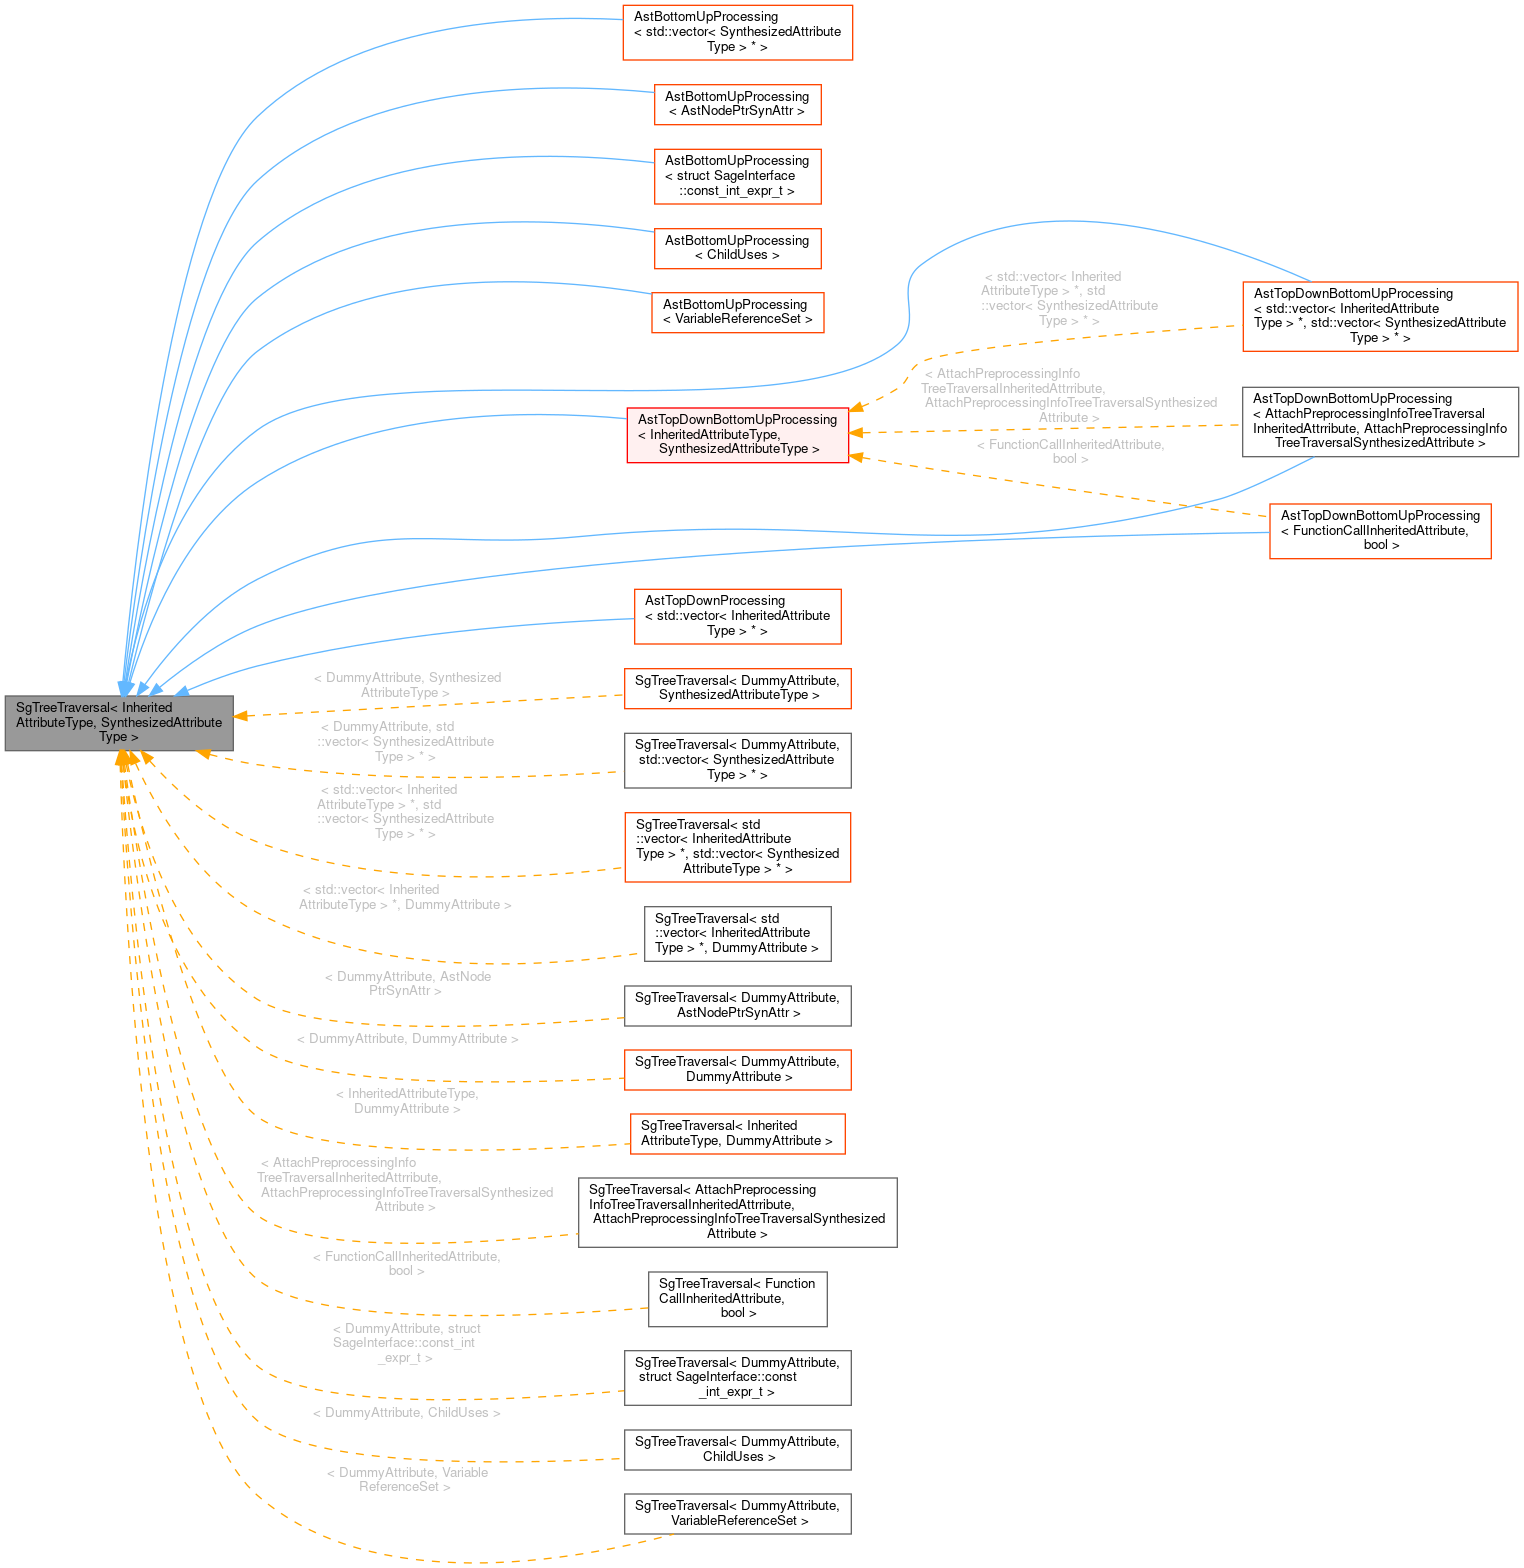 AstBottomUpProcessing
< std::vector< SynthesizedAttribute
Type > * >
AstBottomUpProcessing
< AstNodePtrSynAttr >
AstBottomUpProcessing
< struct SageInterface
::const_int_expr_t >
AstBottomUpProcessing
< ChildUses >
AstBottomUpProcessing
< VariableReferenceSet >
< std::vector< Inherited
AttributeType > *, std
::vector< SynthesizedAttribute
Type > * >
AstTopDownBottomUpProcessing
< std::vector< InheritedAttribute
Type > *, std::vector< SynthesizedAttribute
Type > * >
< AttachPreprocessingInfo
TreeTraversalInheritedAttrribute,
AttachPreprocessingInfoTreeTraversalSynthesized
Attribute >
AstTopDownBottomUpProcessing
< AttachPreprocessingInfoTreeTraversal
InheritedAttrribute, AttachPreprocessingInfo
TreeTraversalSynthesizedAttribute >
AstTopDownBottomUpProcessing
< InheritedAttributeType,
SynthesizedAttributeType >
< FunctionCallInheritedAttribute,
bool >
AstTopDownBottomUpProcessing
< FunctionCallInheritedAttribute,
bool >
AstTopDownProcessing
< std::vector< InheritedAttribute
Type > * >
SgTreeTraversal< Inherited
AttributeType, SynthesizedAttribute
Type >
< DummyAttribute, Synthesized
AttributeType >
SgTreeTraversal< DummyAttribute,
SynthesizedAttributeType >
< DummyAttribute, std
::vector< SynthesizedAttribute
Type > * >
SgTreeTraversal< DummyAttribute,
std::vector< SynthesizedAttribute
Type > * >
< std::vector< Inherited
AttributeType > *, std
::vector< SynthesizedAttribute
Type > * >
SgTreeTraversal< std
::vector< InheritedAttribute
Type > *, std::vector< Synthesized
AttributeType > * >
< std::vector< Inherited
AttributeType > *, DummyAttribute >
SgTreeTraversal< std
::vector< InheritedAttribute
Type > *, DummyAttribute >
< DummyAttribute, AstNode
PtrSynAttr >
SgTreeTraversal< DummyAttribute,
AstNodePtrSynAttr >
< DummyAttribute, DummyAttribute >
SgTreeTraversal< DummyAttribute,
DummyAttribute >
< InheritedAttributeType,
DummyAttribute >
SgTreeTraversal< Inherited
AttributeType, DummyAttribute >
< AttachPreprocessingInfo
TreeTraversalInheritedAttrribute,
AttachPreprocessingInfoTreeTraversalSynthesized
Attribute >
SgTreeTraversal< AttachPreprocessing
InfoTreeTraversalInheritedAttrribute,
AttachPreprocessingInfoTreeTraversalSynthesized
Attribute >
< FunctionCallInheritedAttribute,
bool >
SgTreeTraversal< Function
CallInheritedAttribute,
bool >
< DummyAttribute, struct
SageInterface::const_int
_expr_t >
SgTreeTraversal< DummyAttribute,
struct SageInterface::const
_int_expr_t >
< DummyAttribute, ChildUses >
SgTreeTraversal< DummyAttribute,
ChildUses >
< DummyAttribute, Variable
ReferenceSet >
SgTreeTraversal< DummyAttribute,
VariableReferenceSet >